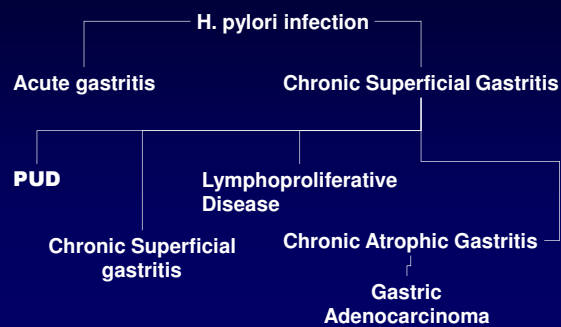 H. pylori infection
Acute gastritis
Chronic Superficial Gastritis
PUD
Lymphoproliferative
Disease
Chronic Superficial
gastritis
Chronic Atrophic Gastritis
Gastric
Adenocarcinoma